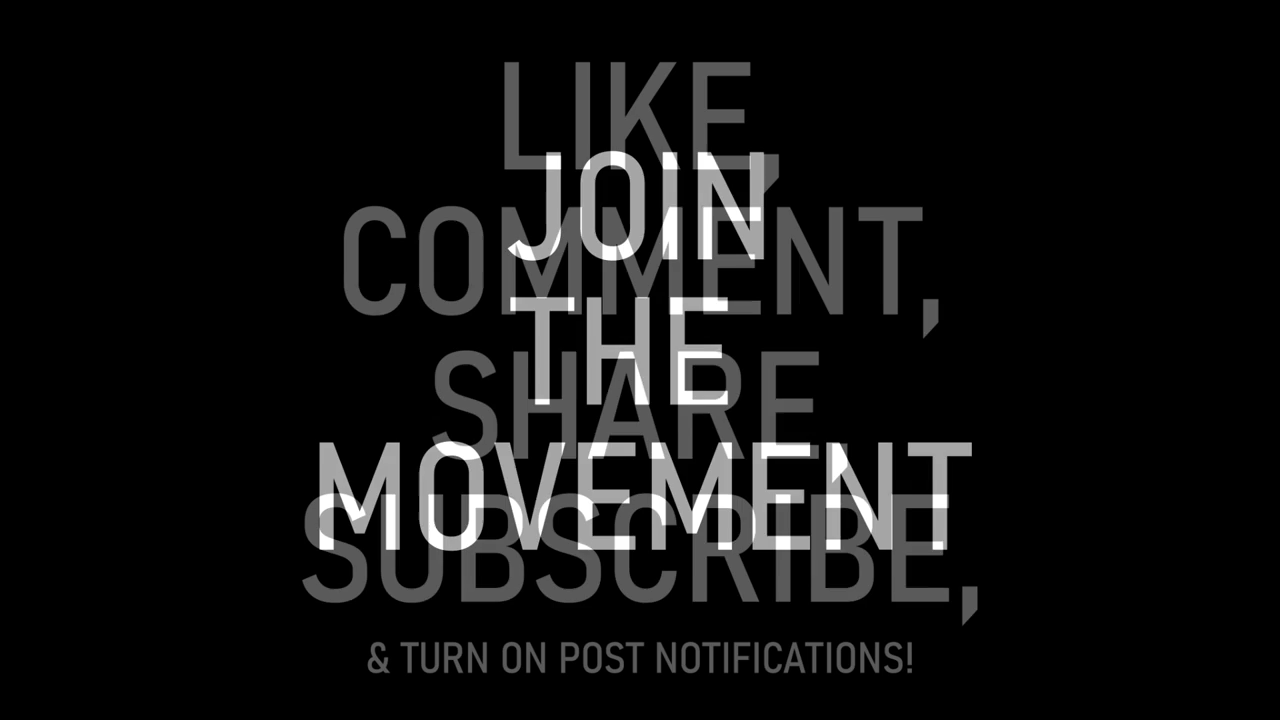 LIKE,
JOIN
COMMENT,
THE
SHARE,
MOVEMENT
SUBSCRIBE,
& TURN ON POST NOTIFICATIONS!